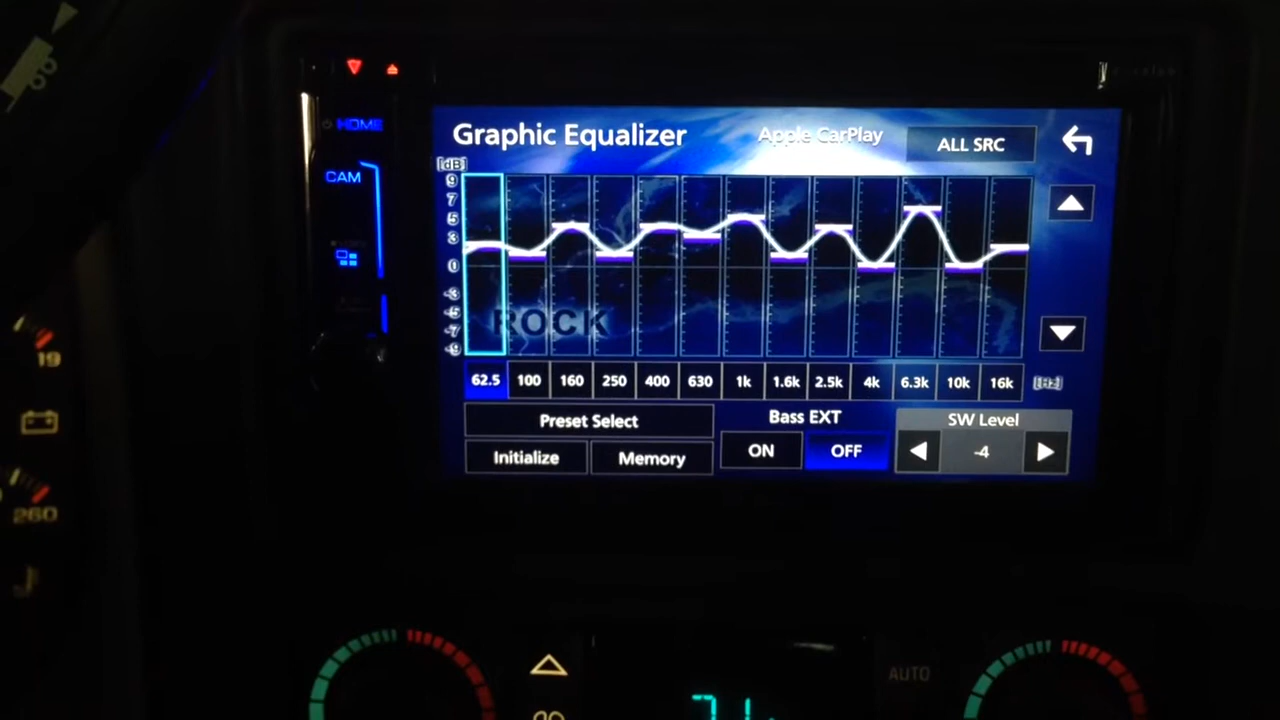 HOME
CAM
Graphic Equalizer Apple CarPlay ALL SRC
[dB]
9
7
5
3
0
-3
-5
-7
-9
ROCK
62.5 100 160 250 400 630 1k 1.6k 2.5k 4k 6.3k 10k 16k [Hz]
Preset Select Bass EXT SW Level
Initialize Memory ON OFF -4
19
260
AUTO